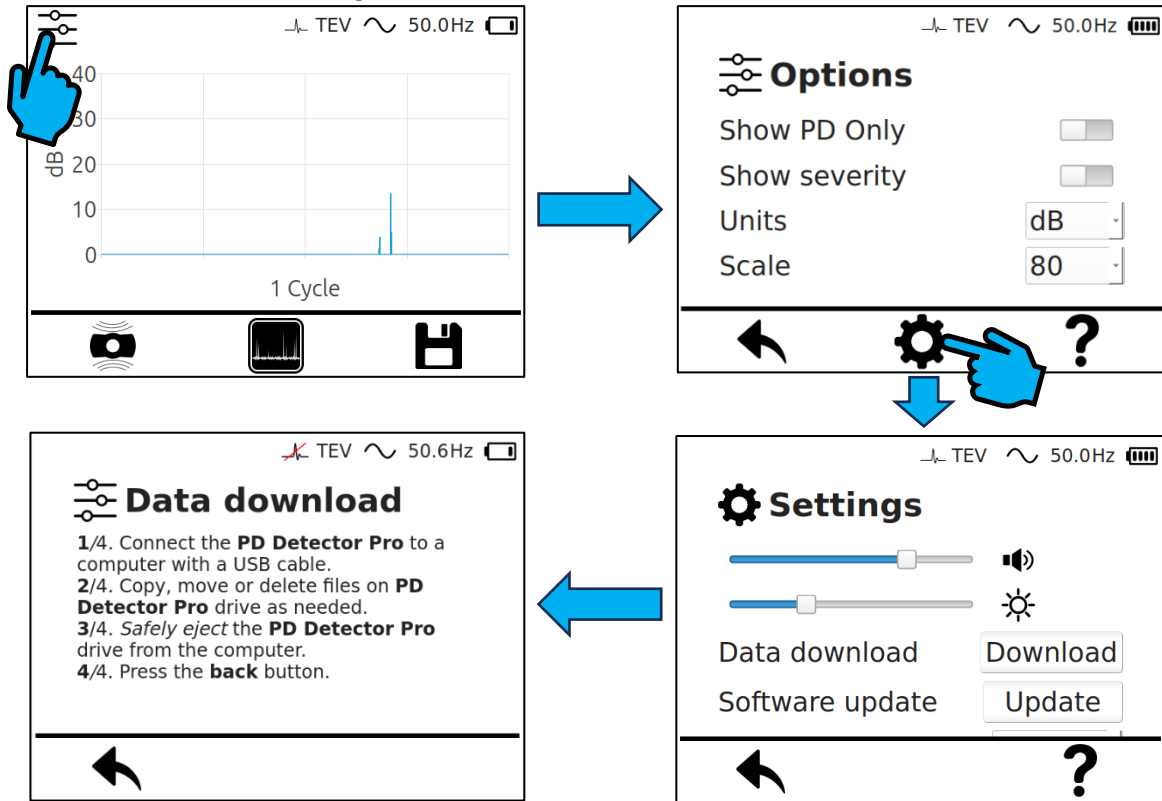 TEV 50.0Hz
40
30
dB
20
10
0
1 Cycle
TEV 50.0Hz
Options
Show PD Only
Show severity
Units dB
Scale 80
?
TEV 50.6Hz
Data download
1/4. Connect the PD Detector Pro to a
computer with a USB cable.
2/4. Copy, move or delete files on PD
Detector Pro drive as needed.
3/4. Safely eject the PD Detector Pro
drive from the computer.
4/4. Press the back button.
TEV 50.0Hz
Settings
Data download Download
Software update Update
?